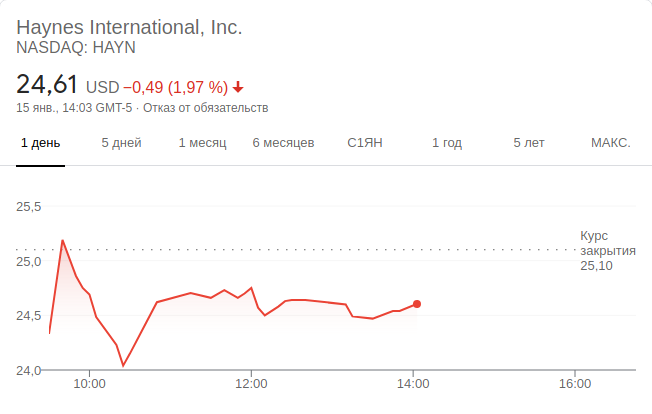 Haynes International, Inc.
NASDAQ: HAYN
24,61 USD −0,49 (1,97 %)
15 янв., 14:03 GMT-5 · Отказ от обязательств
1 день 5 дней 1 месяц 6 месяцев С1ЯН 1 год 5 лет МАКС.
25,5
Курс
закрытия
25,10
25,0
24,5
24,0
10:00 12:00 14:00 16:00